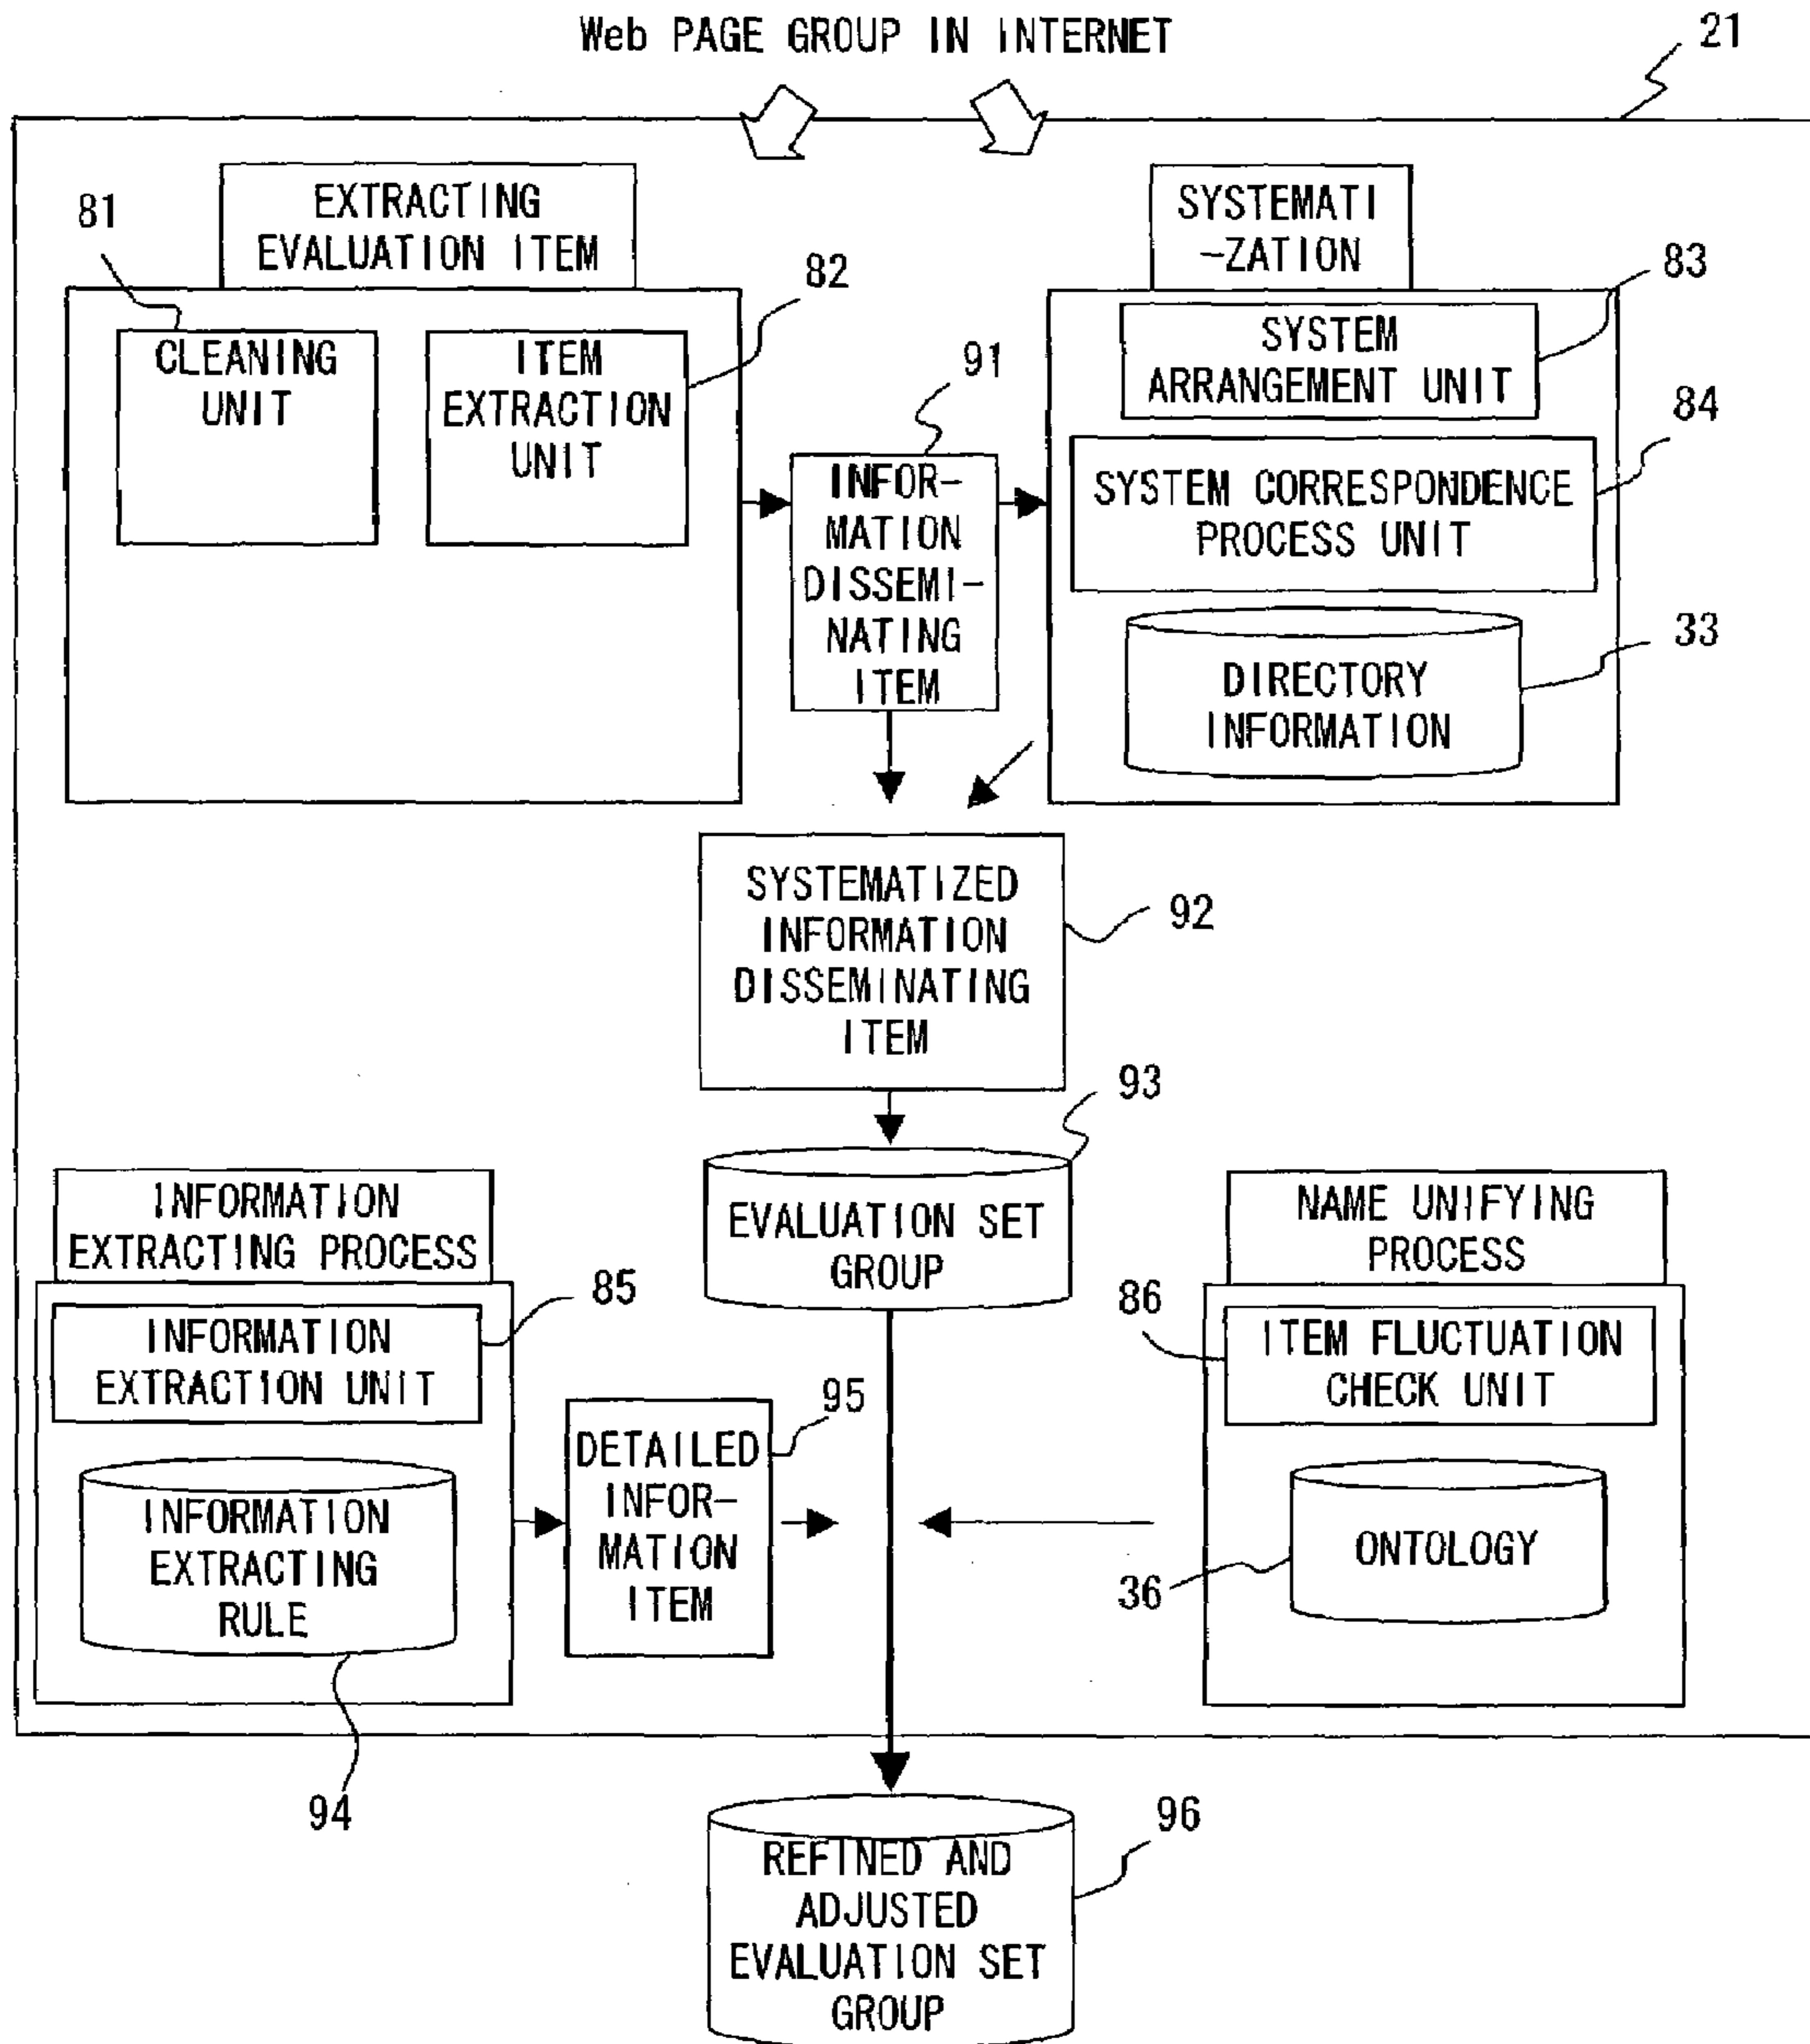 Web PAGE GROUP IN INTERNET
21
EXTRACTING
EVALUATION ITEM
81
82
CLEANING
UNIT
ITEM
EXTRACTION
UNIT
91
INFOR-
MATION
DISSEMI-
NATING
ITEM
SYSTEMATI
-ZATION
83
SYSTEM
ARRANGEMENT UNIT
84
SYSTEM CORRESPONDENCE
PROCESS UNIT
33
DIRECTORY
INFORMATION
SYSTEMATIZED
INFORMATION
DISSEMINATING
ITEM
92
93
EVALUATION SET
GROUP
INFORMATION
EXTRACTING PROCESS
85
INFORMATION
EXTRACTION UNIT
INFORMATION
EXTRACTING
RULE
94
95
DETAILED
INFOR-
MATION
ITEM
NAME UNIFYING
PROCESS
86
ITEM FLUCTUATION
CHECK UNIT
ONTOLOGY
36
96
REFINED AND
ADJUSTED
EVALUATION SET
GROUP